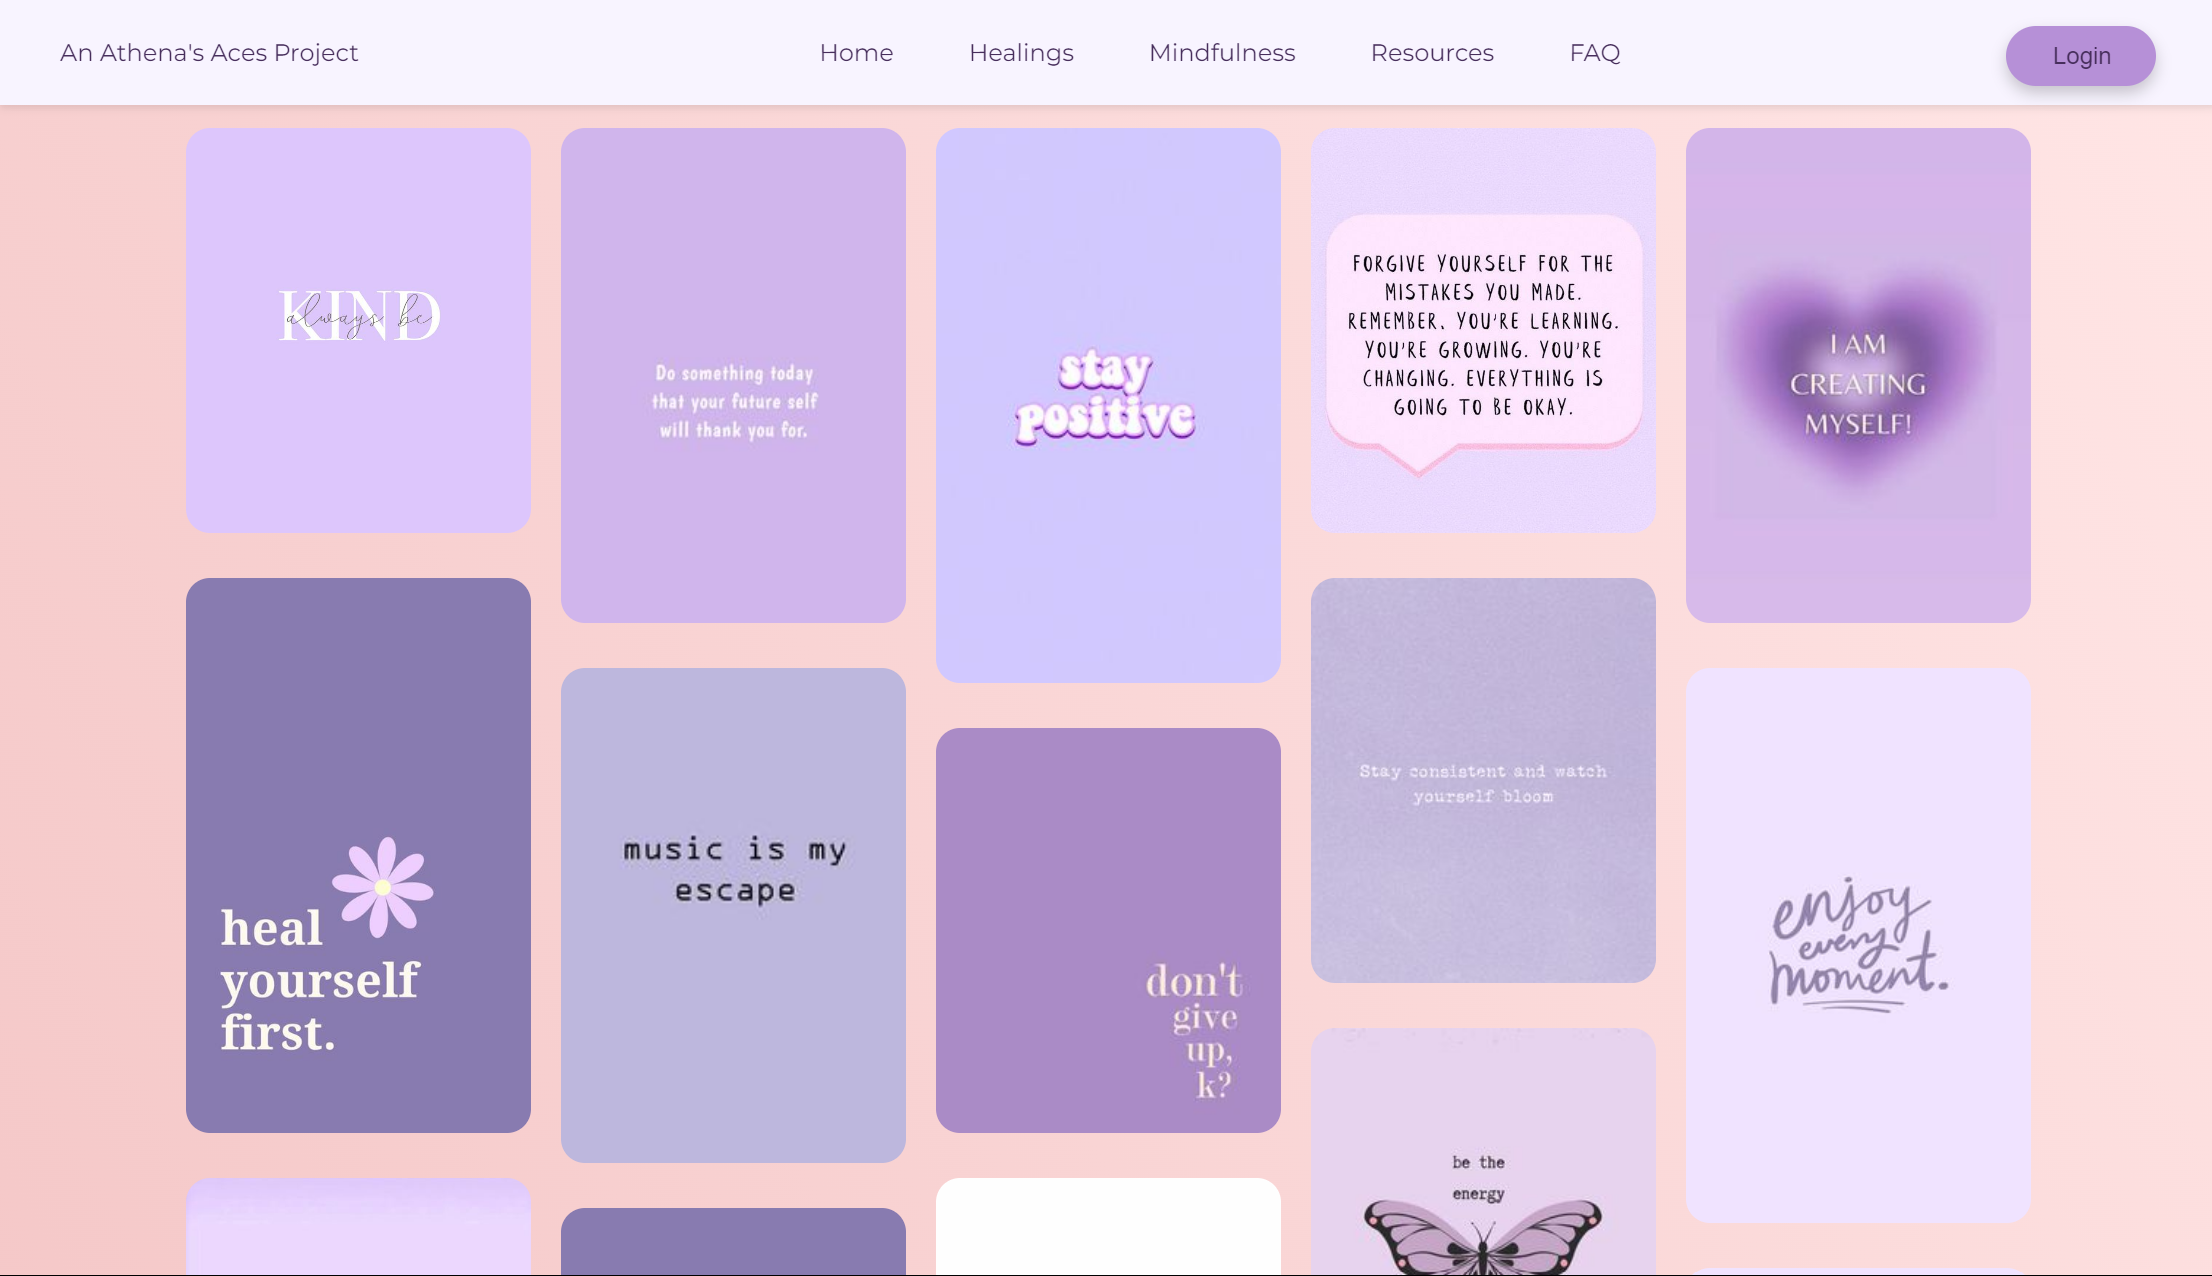 An Athena's Aces Project
Home
Healings
Mindfulness
Resources
FAQ
Login
KIND
always be
Do something today
that your future self
will thank you for.
stay
positive
FORGIVE YOURSELF FOR THE
MISTAKES YOU MADE.
REMEMBER, YOU'RE LEARNING.
YOU'RE GROWING. YOU'RE
CHANGING. EVERYTHING IS
GOING TO BE OKAY.
I AM
CREATING
MYSELF!
heal
yourself
first.
music is my
escape
don't
give
up,
k?
Stay consistent and watch
yourself bloom
enjoy
every
moment.
be the
energy